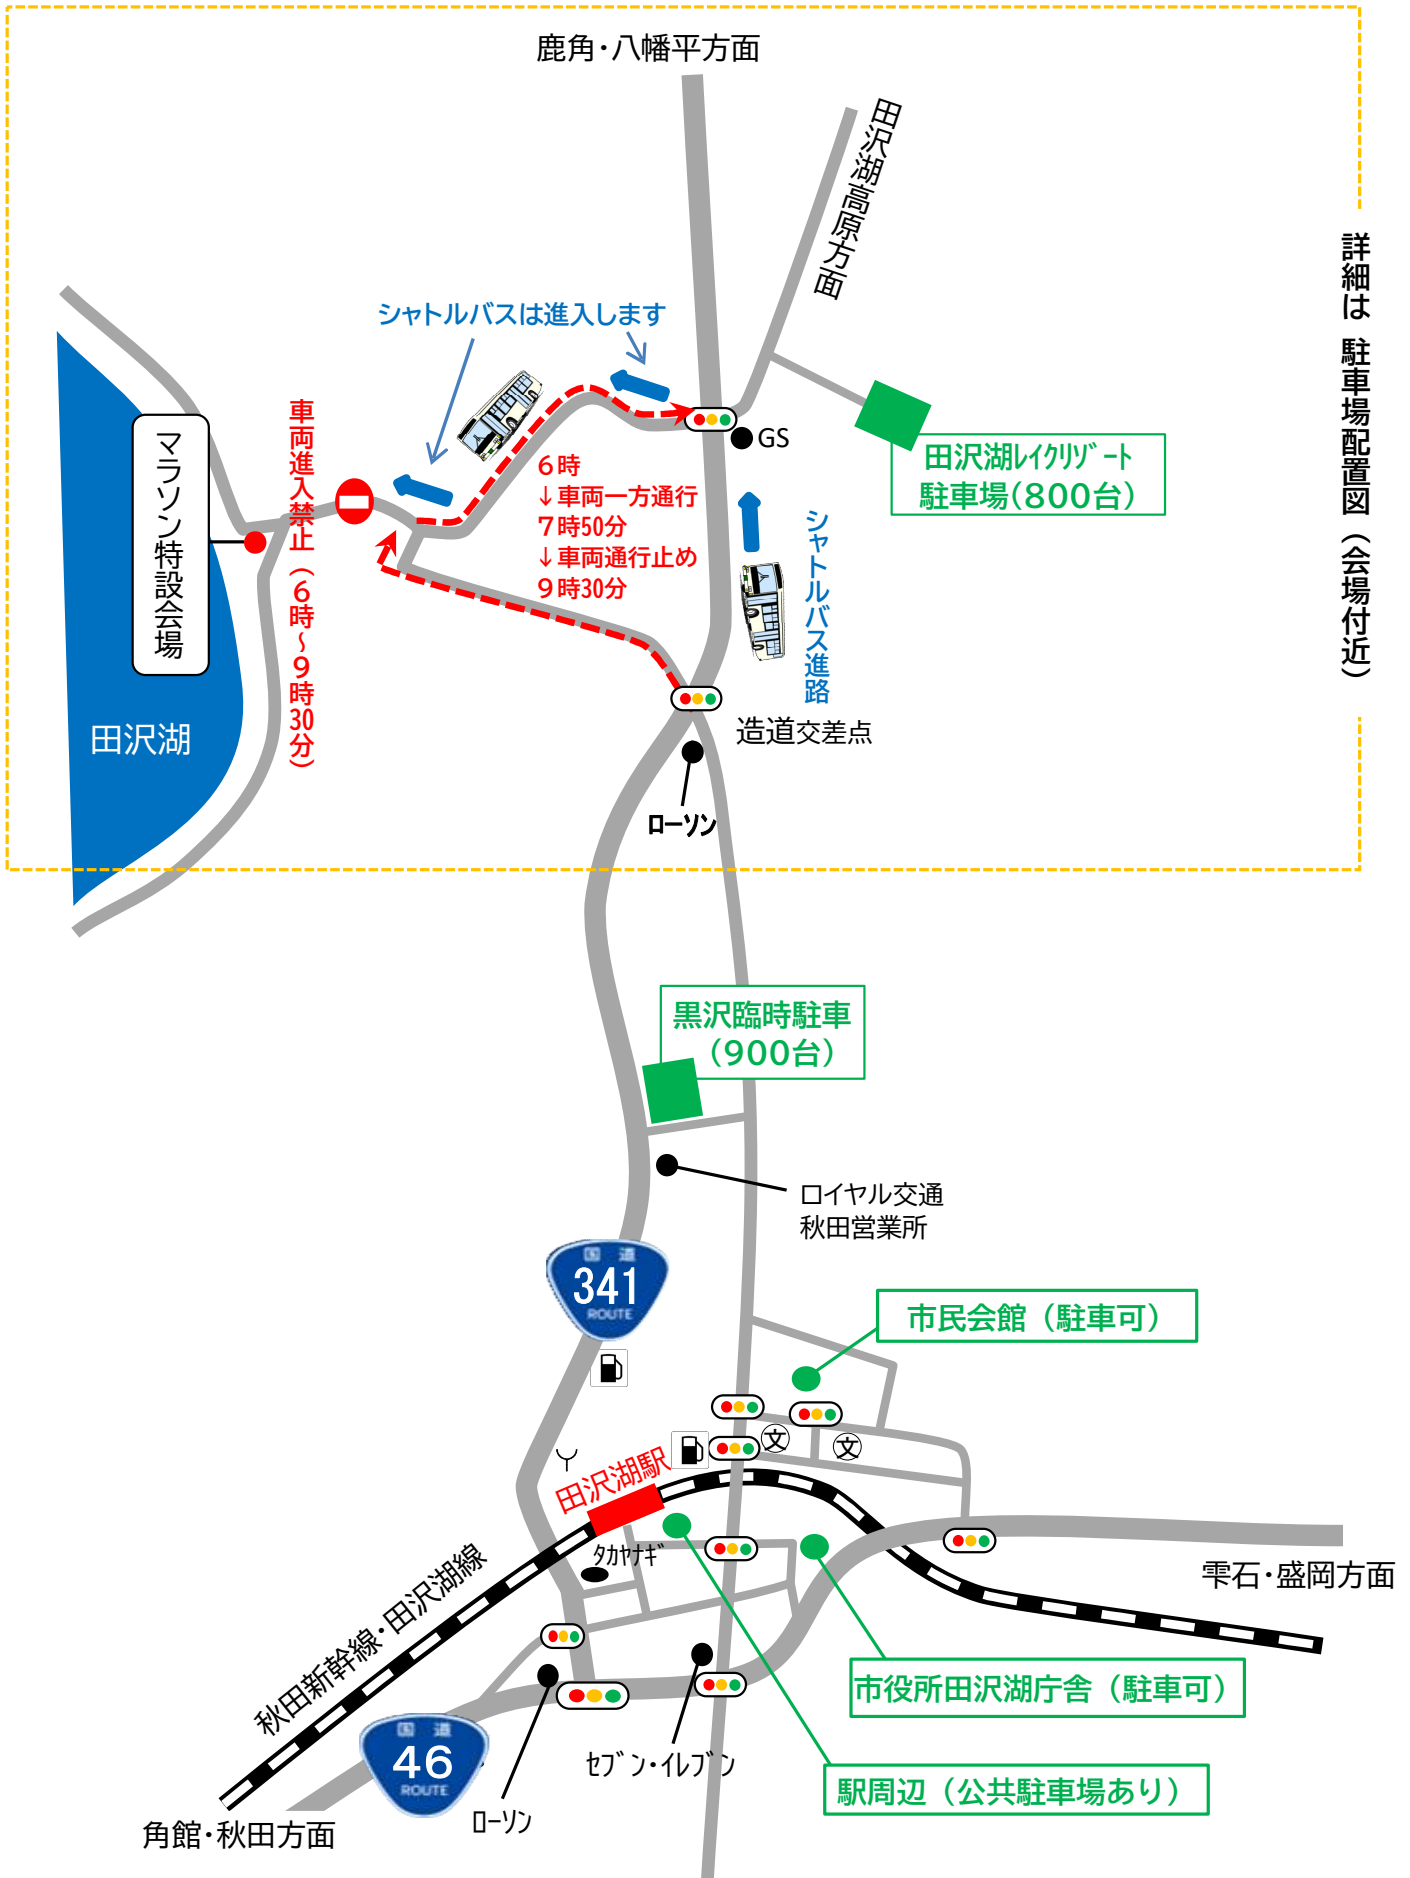 鹿角・八幡平方面
田沢湖高原方面
詳細は 駐車場配置図（会場付近）
シャトルバスは進入します
車両進入禁止（６時～９時30分）
マラソン特設会場
田沢湖
６時
↓車両一方通行
７時50分
↓車両通行止め
９時30分
GS
田沢湖ﾚｲｸﾘｿﾞｰﾄ
駐車場（800台）
シャトルバス進路
造道交差点
ローソン
黒沢臨時駐車
（900台）
ロイヤル交通
秋田営業所
国道
341
ROUTE
市民会館（駐車可）
文
文
田沢湖駅
ﾀｶﾔﾅｷﾞ
秋田新幹線・田沢湖線
雫石・盛岡方面
市役所田沢湖庁舎（駐車可）
国道
46
ROUTE
ｾﾌﾞﾝ・ｲﾚﾌﾞﾝ
駅周辺（公共駐車場あり）
ﾛｰｿﾝ
角館・秋田方面